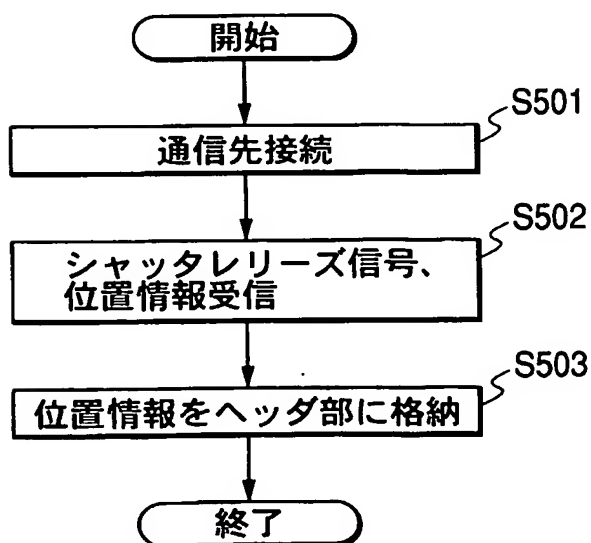 開始
S501
通信先接続
S502
シャッタレリーズ信号、
位置情報受信
S503
位置情報をヘッダ部に格納
終了